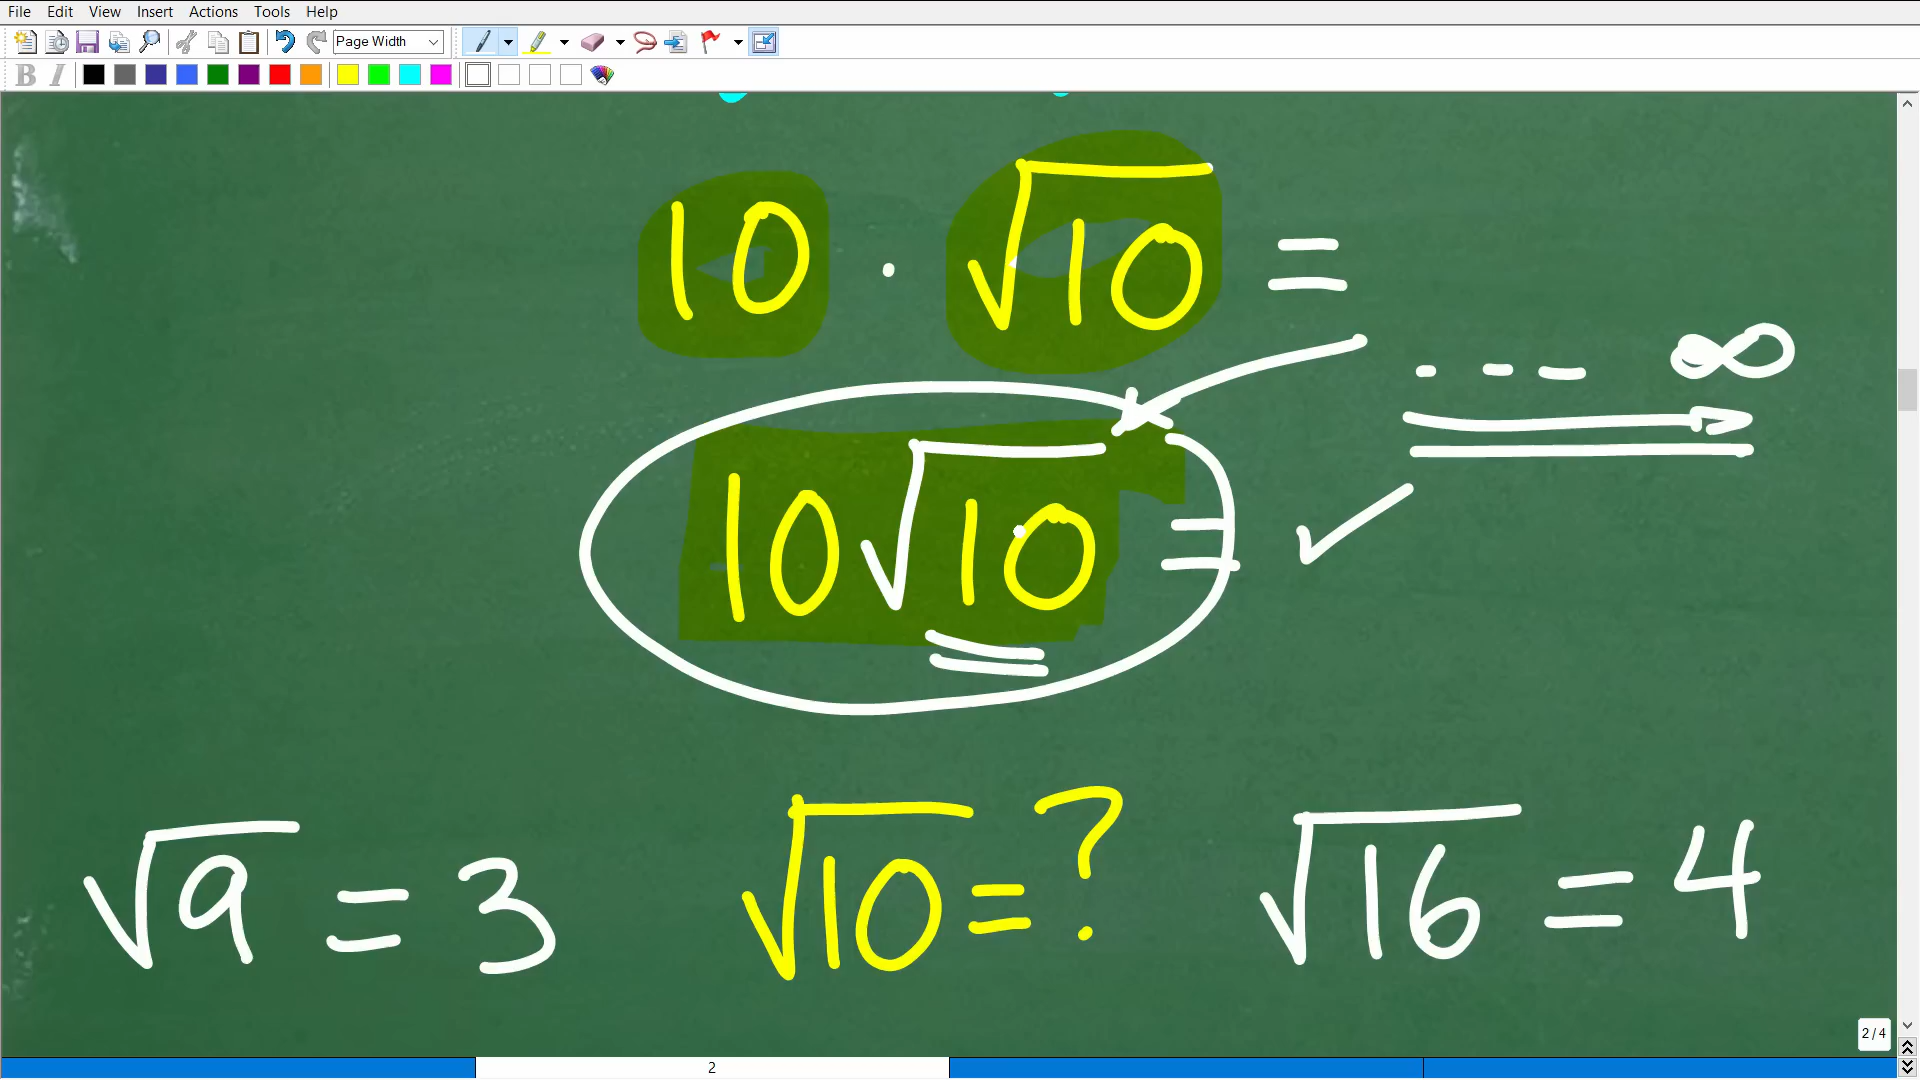 File Edit View Insert Actions Tools Help
Page Width
B I
10 · √10 =
. - - ∞
10√10 =
√9 = 3 √10 = ? √16 = 4
2 / 4
2